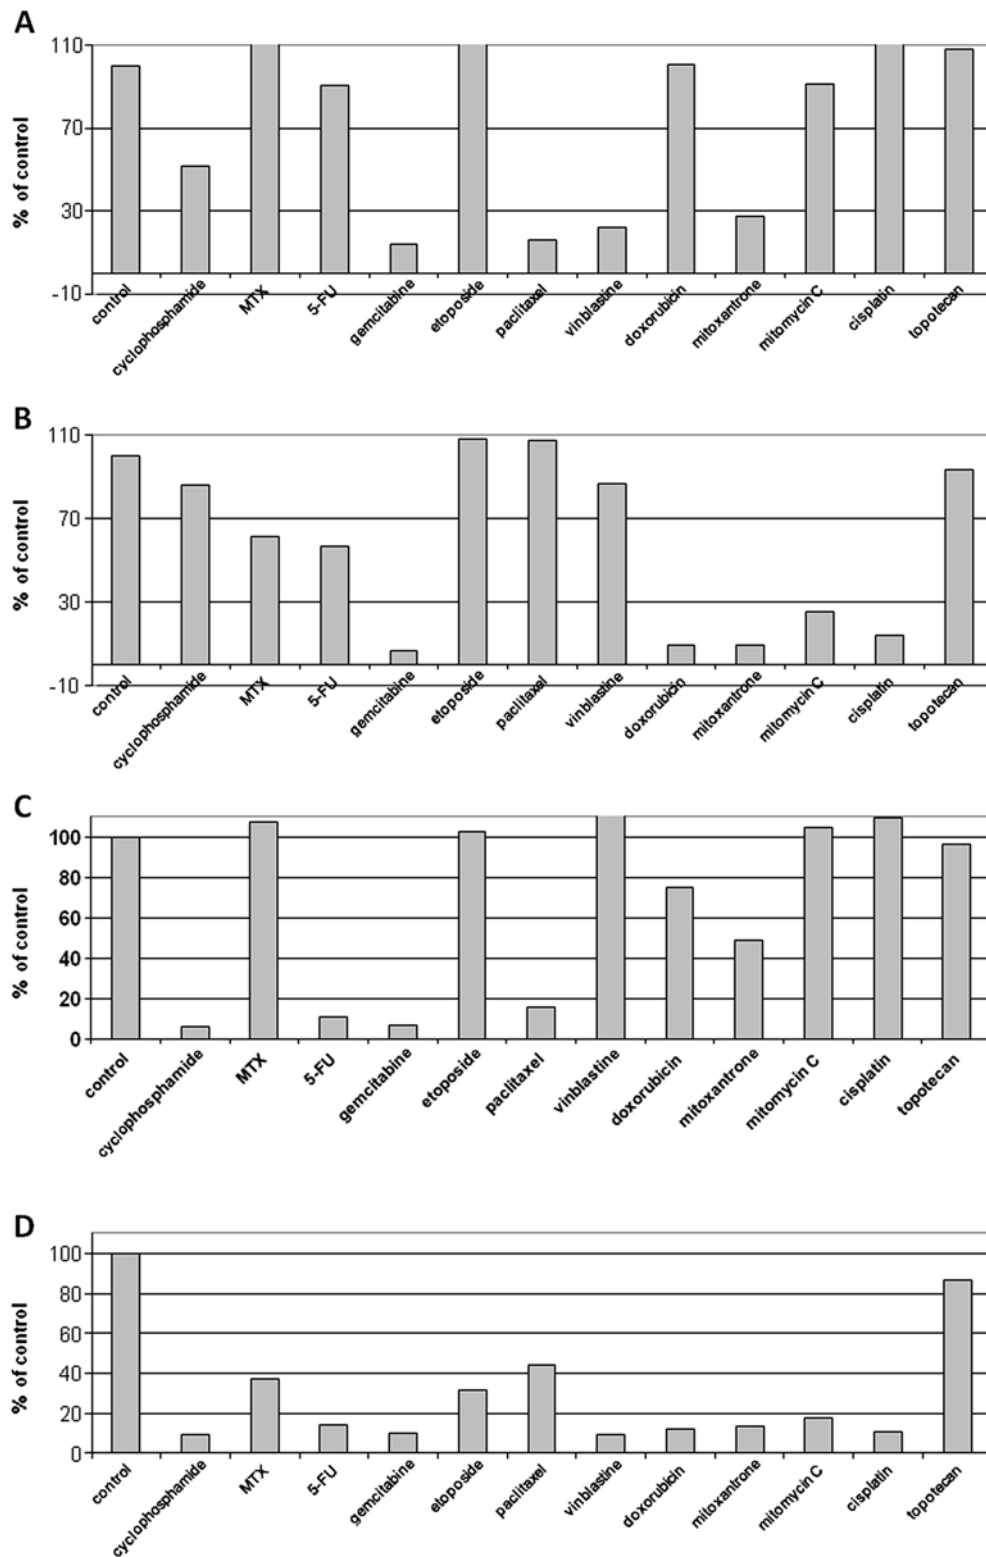 A
110
70
30
-10
% of control
control
cyclophosphamide
MTX
5-FU
gemcitabine
etoposide
paclitaxel
vinblastine
doxorubicin
mitoxantrone
mitomycin C
cisplatin
topotecan
B
110
70
30
-10
% of control
control
cyclophosphamide
MTX
5-FU
gemcitabine
etoposide
paclitaxel
vinblastine
doxorubicin
mitoxantrone
mitomycin C
cisplatin
topotecan
C
100
80
60
40
20
0
% of control
control
cyclophosphamide
MTX
5-FU
gemcitabine
etoposide
paclitaxel
vinblastine
doxorubicin
mitoxantrone
mitomycin C
cisplatin
topotecan
D
100
80
60
40
20
0
% of control
control
cyclophosphamide
MTX
5-FU
gemcitabine
etoposide
paclitaxel
vinblastine
doxorubicin
mitoxantrone
mitomycin C
cisplatin
topotecan